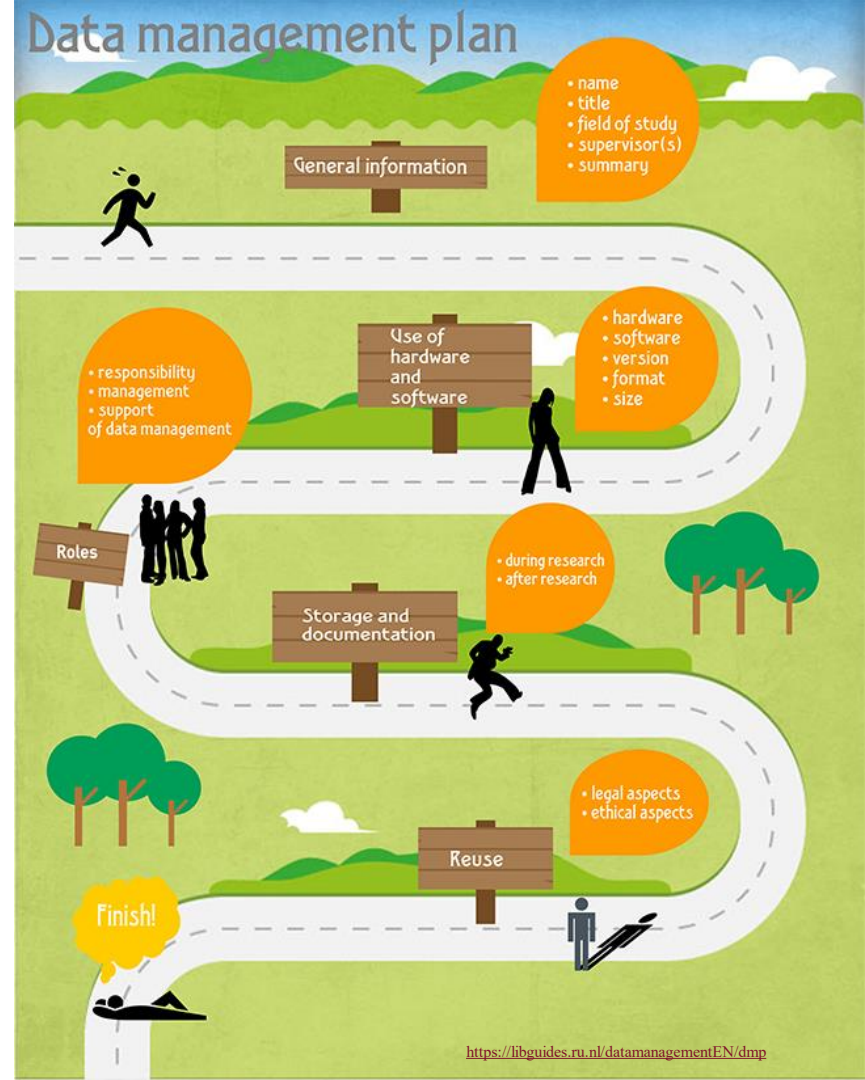 Data management plan
• name
• title
• field of study
• supervisor(s)
• summary
General information
Use of
hardware
and
software
• hardware
• software
• version
• format
• size
• responsibility
• management
• support
of data management
Roles
• during research
• after research
Storage and
documentation
• legal aspects
• ethical aspects
Reuse
Finish!
https://libguides.ru.nl/datamanagementEN/dmp